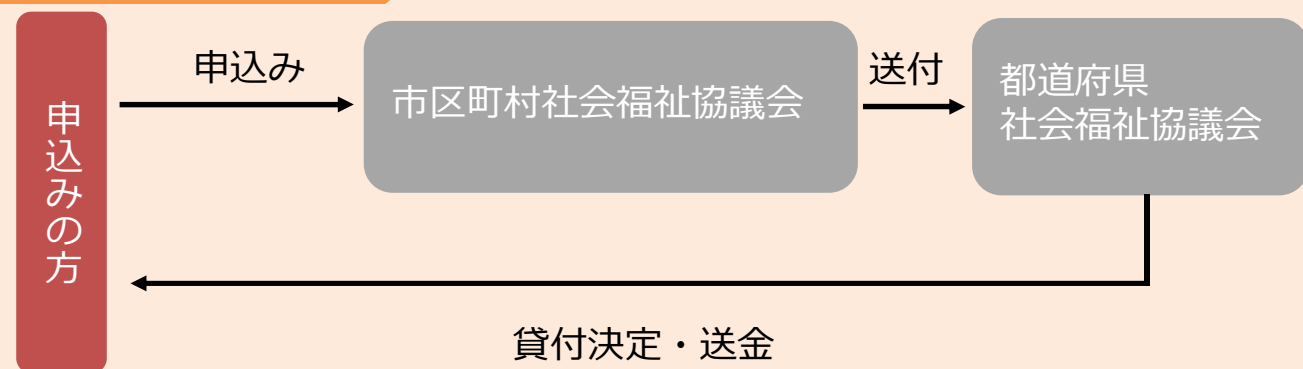 申込みの方
申込み
市区町村社会福祉協議会
送付
都道府県
社会福祉協議会
貸付決定・送金